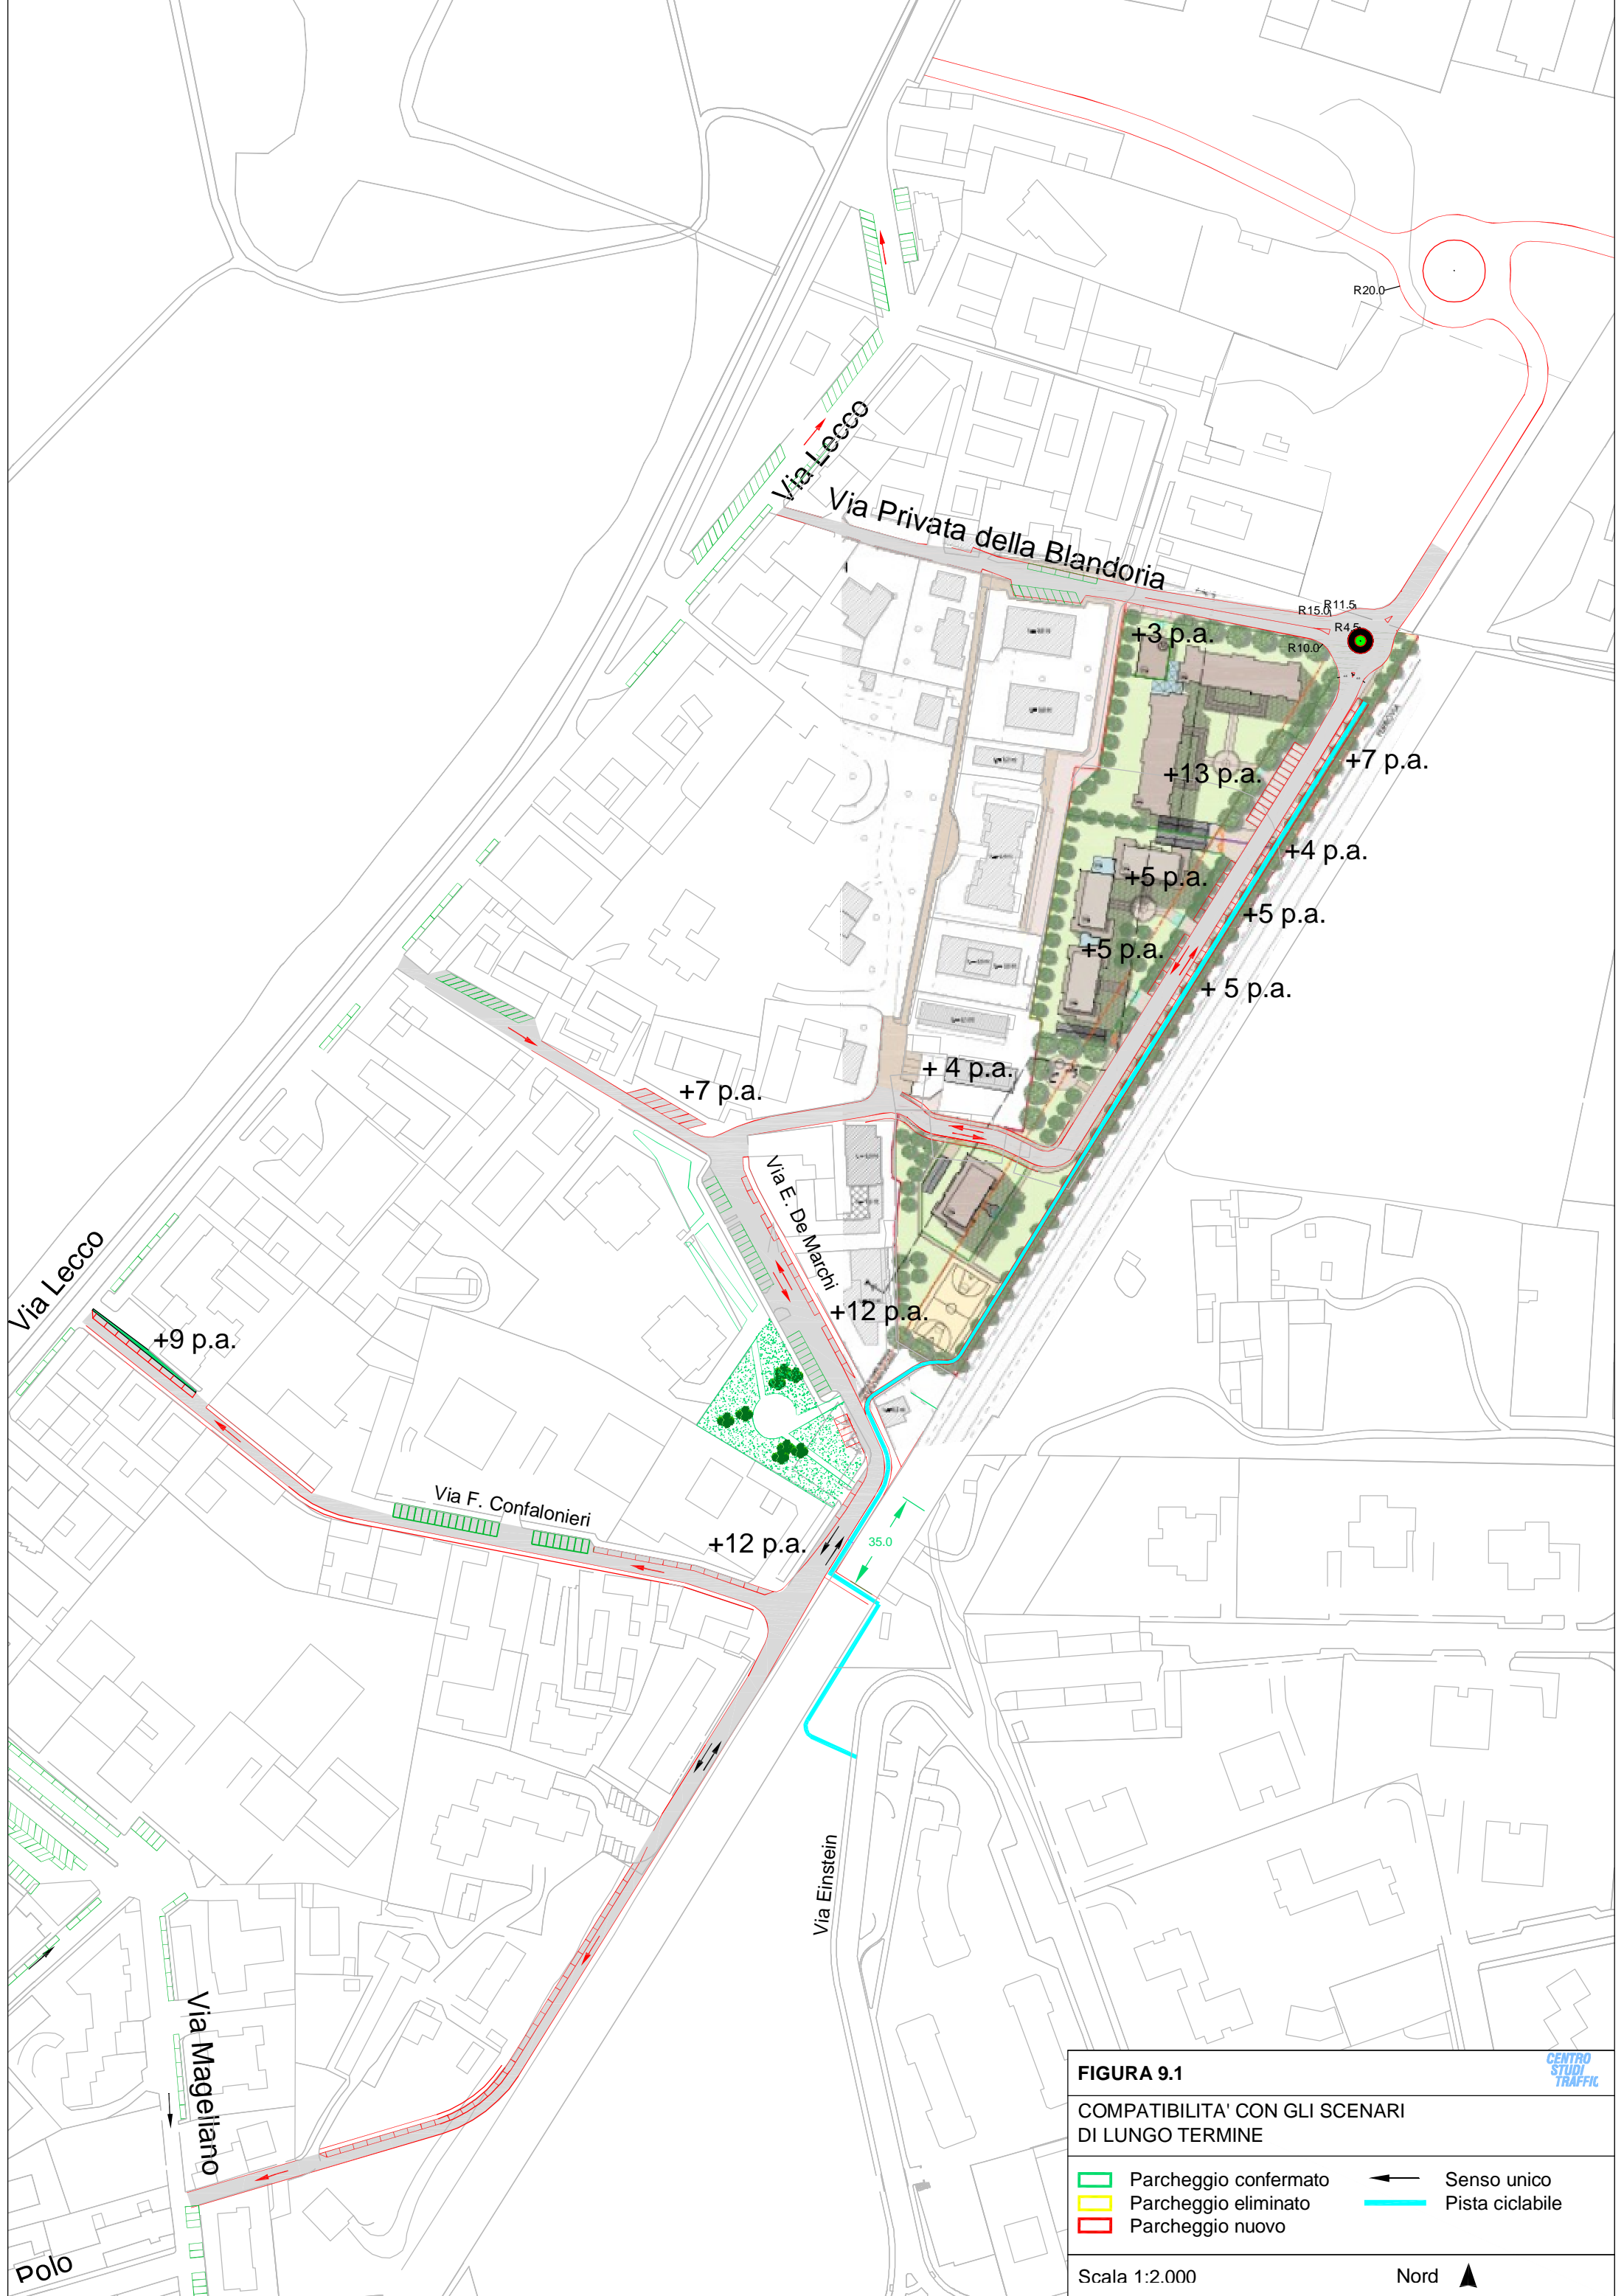 R20.0
Via Lecco
Via Privata della Blandoria
R15.0
R11.5
R4.5
R10.0
+3 p.a.
+7 p.a.
+13 p.a.
+4 p.a.
+5 p.a.
+5 p.a.
+5 p.a.
+ 5 p.a.
+ 4 p.a.
+7 p.a.
Via E. De Marchi
Via Lecco
+12 p.a.
+9 p.a.
Via F. Confalonieri
+12 p.a.
35.0
Via Einstein
Via Magellano
Polo
FIGURA 9.1
CENTRO
STUDI
TRAFFIC
COMPATIBILITA' CON GLI SCENARI
DI LUNGO TERMINE
Parcheggio confermato
Senso unico
Parcheggio eliminato
Pista ciclabile
Parcheggio nuovo
Scala 1:2.000
Nord